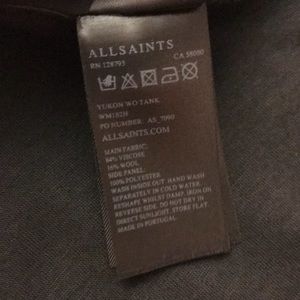 ALLSAINTS
RN 128793 CA 58060
YUKON WO TANK
WM182H
PD NUMBER: AS_7090
ALLSAINTS.COM
MAIN FABRIC:
84% VISCOSE
16% WOOL
SIDE PANEL:
100% POLYESTER
WASH INSIDE OUT. HAND WASH
SEPARATELY IN COLD WATER.
RESHAPE WHILST DAMP. IRON ON
REVERSE SIDE. DO NOT DRY IN
DIRECT SUNLIGHT. STORE FLAT.
MADE IN PORTUGAL.